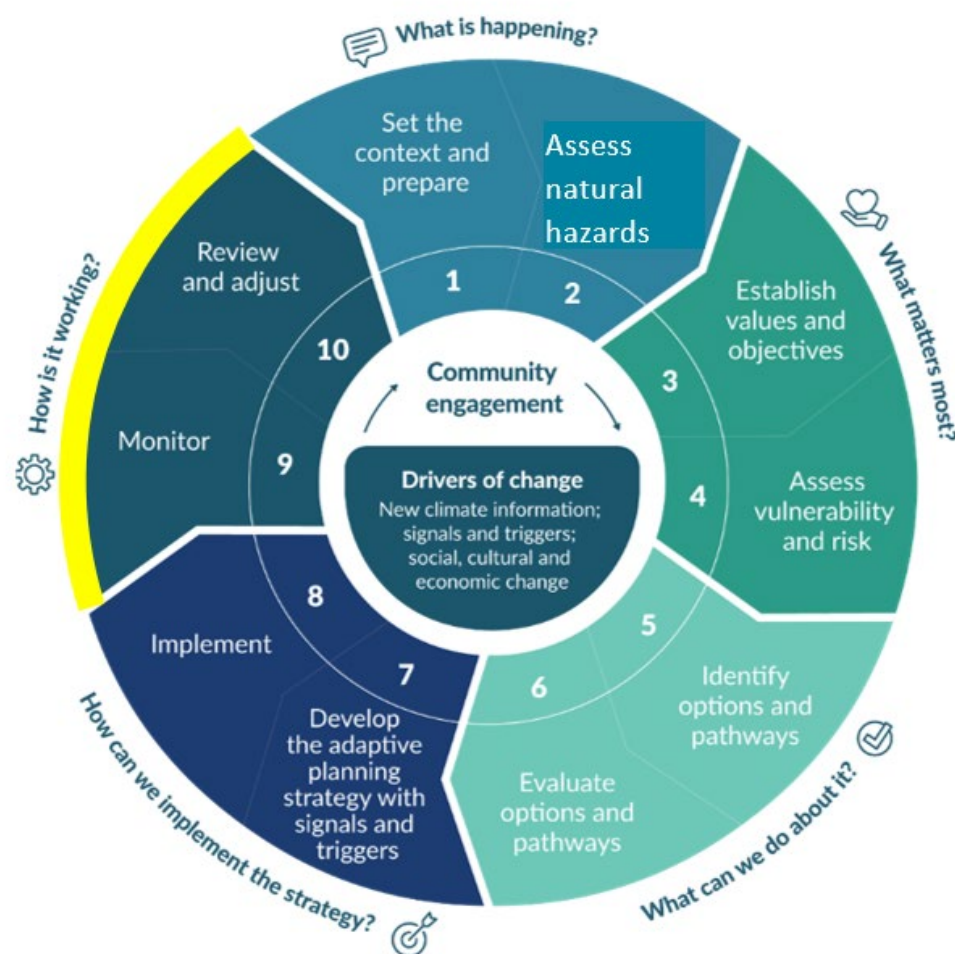 What is happening?
Set the
context and
prepare
1
Assess
natural
hazards
2
What matters most?
Establish
values and
objectives
3
Assess
vulnerability
and risk
4
What can we do about it?
Identify
options and
pathways
5
Evaluate
options and
pathways
6
How can we implement the strategy?
Develop
the adaptive
planning
strategy with
signals and
triggers
7
Implement
8
How is it working?
Monitor
9
Review
and adjust
10
Community
engagement
Drivers of change
New climate information;
signals and triggers;
social, cultural and
economic change